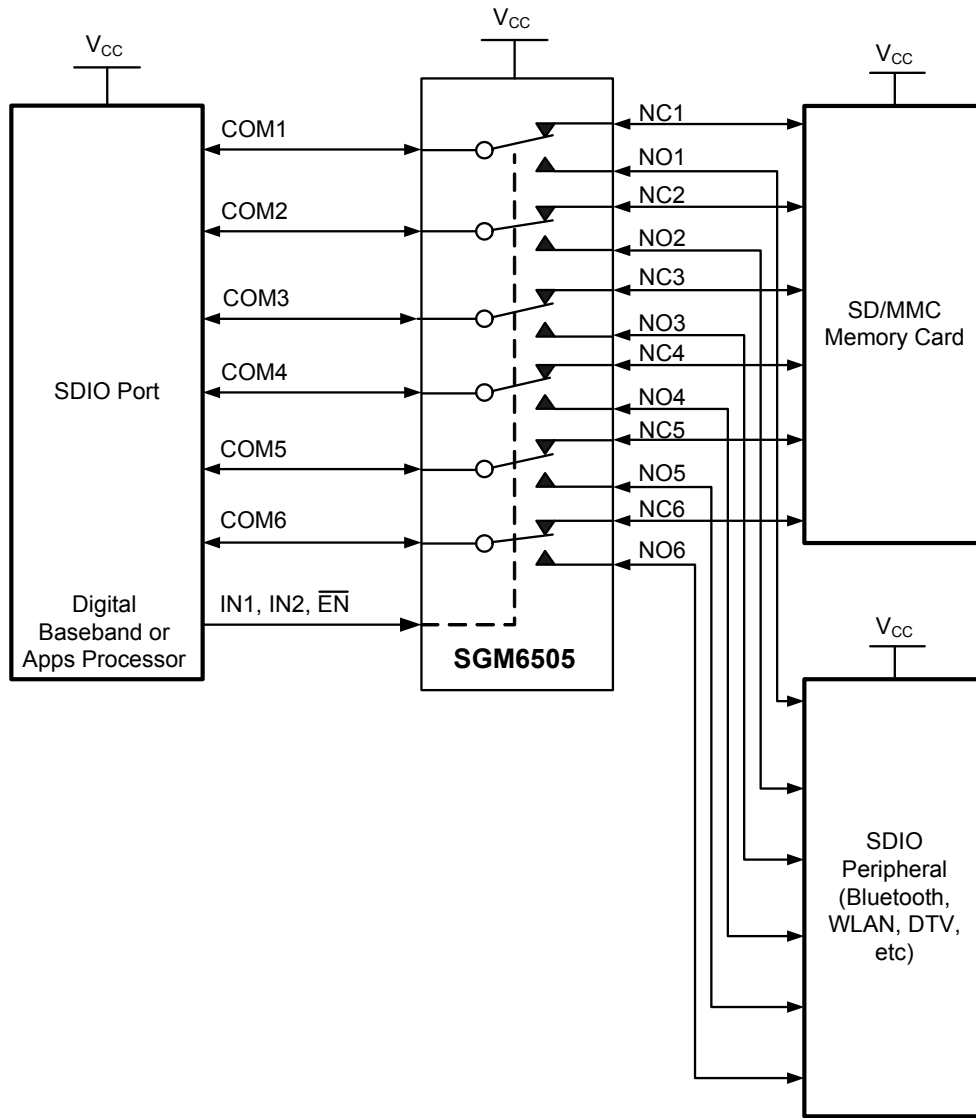 VCC
VCC
VCC
COM1
COM2
COM3
COM4
COM5
COM6
SDIO Port
Digital
Baseband or
Apps Processor
IN1, IN2, E̅N̅
SGM6505
NC1
NO1
NC2
NO2
NC3
NO3
NC4
NO4
NC5
NO5
NC6
NO6
SD/MMC
Memory Card
VCC
SDIO
Peripheral
(Bluetooth,
WLAN, DTV,
etc)